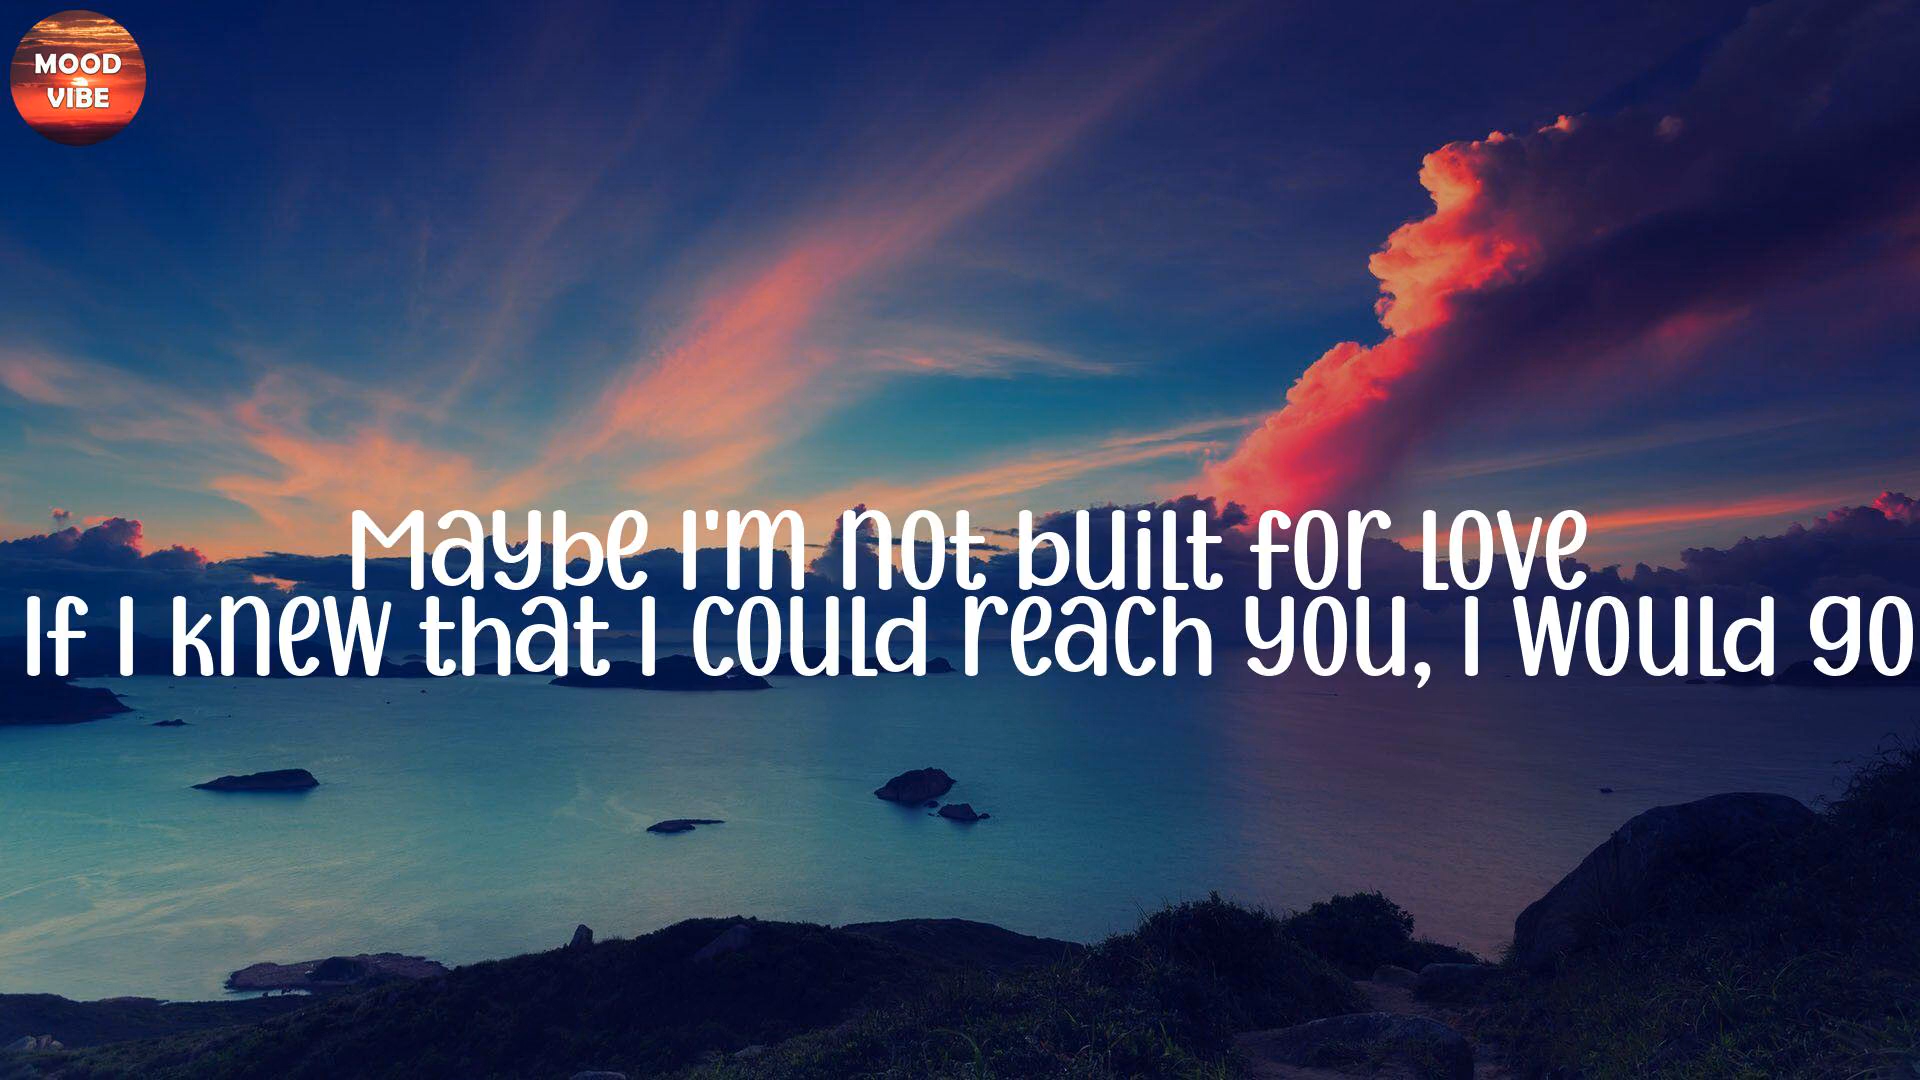 MOOD
VIBE
Maybe I'm not built for love
If I knew that I could reach you, I would go